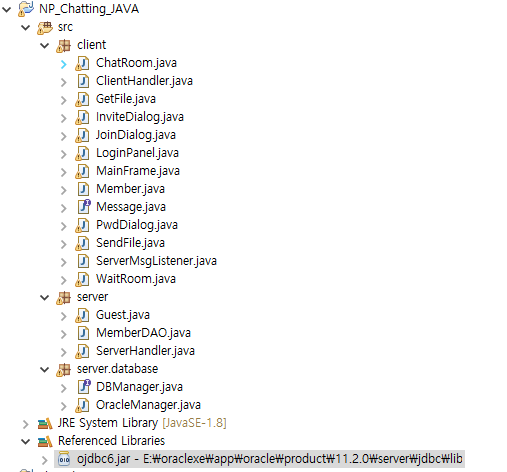 NP_Chatting_JAVA
src
client
ChatRoom.java
ClientHandler.java
GetFile.java
InviteDialog.java
JoinDialog.java
LoginPanel.java
MainFrame.java
Member.java
Message.java
PwdDialog.java
SendFile.java
ServerMsgListener.java
WaitRoom.java
server
Guest.java
MemberDAO.java
ServerHandler.java
server.database
DBManager.java
OracleManager.java
JRE System Library [JavaSE-1.8]
Referenced Libraries
ojdbc6.jar - E:₩oraclexe₩app₩oracle₩product₩11.2.0₩server₩jdbc₩lib